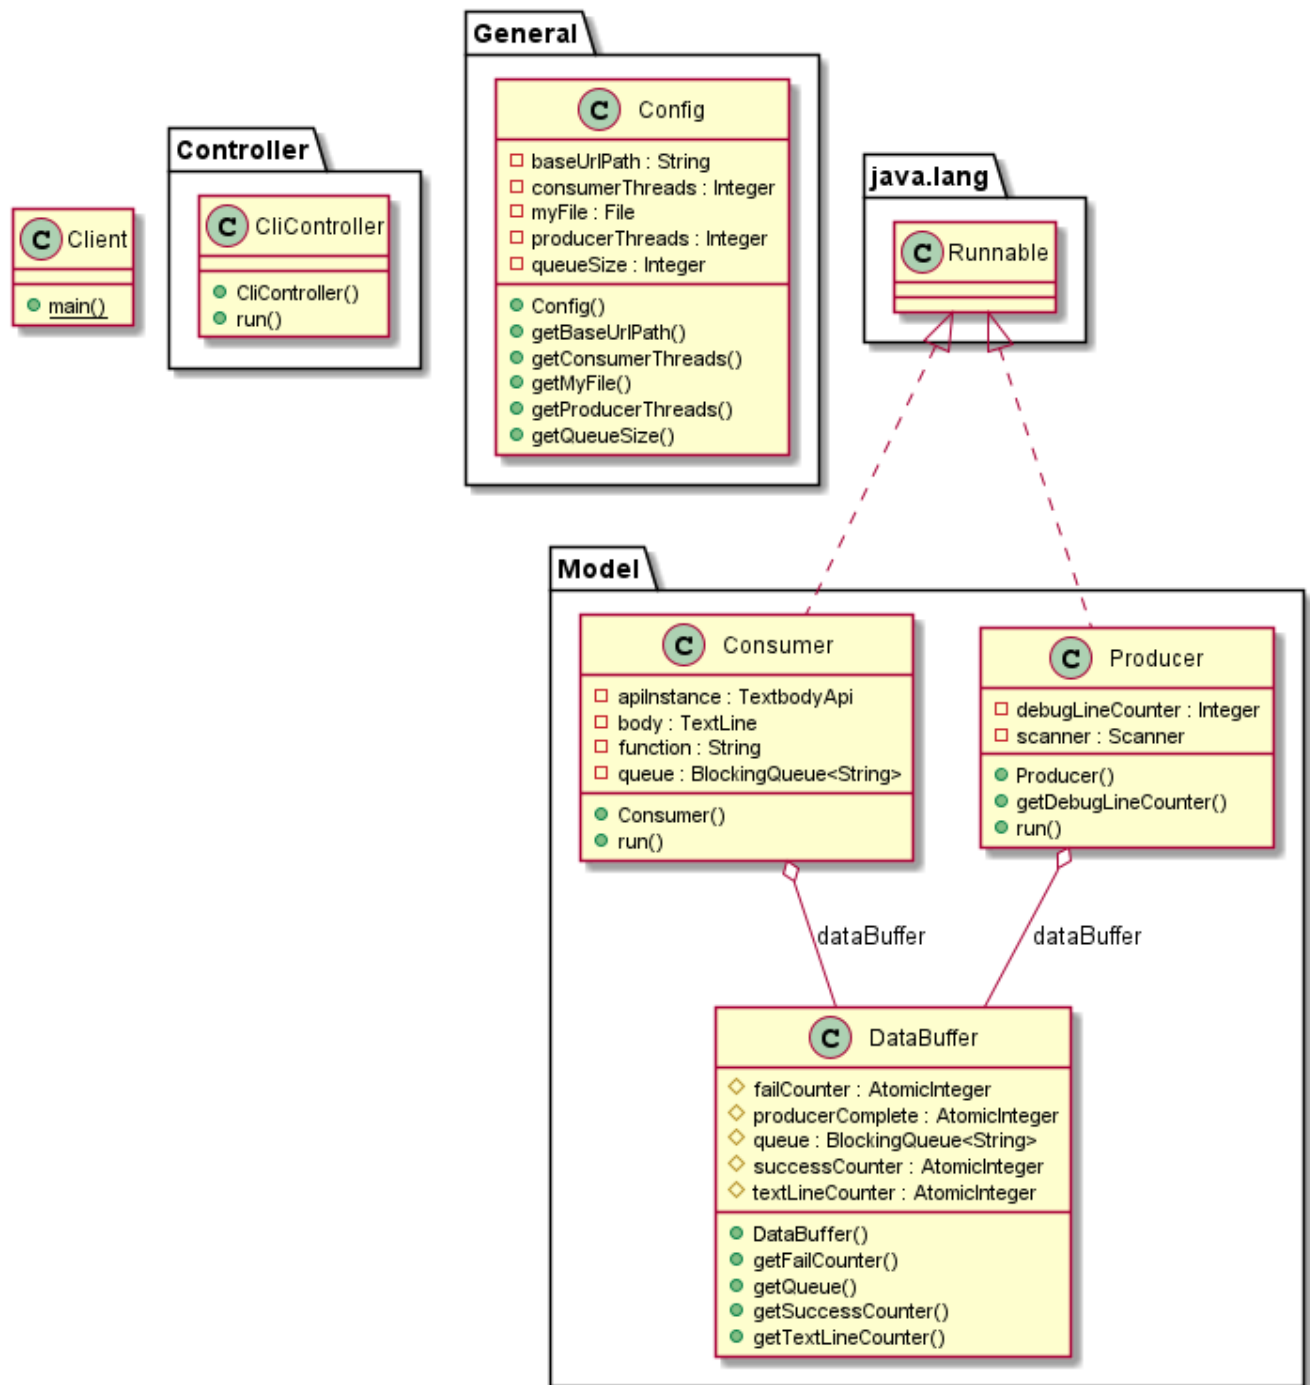 General
C Config
baseUrlPath : String
consumerThreads : Integer
myFile : File
producerThreads : Integer
queueSize : Integer
Config()
getBaseUrlPath()
getConsumerThreads()
getMyFile()
getProducerThreads()
getQueueSize()
Controller
C CliController
CliController()
run()
C Client
main()
java.lang
C Runnable
Model
C Consumer
apiInstance : TextbodyApi
body : TextLine
function : String
queue : BlockingQueue<String>
Consumer()
run()
C Producer
debugLineCounter : Integer
scanner : Scanner
Producer()
getDebugLineCounter()
run()
dataBuffer
dataBuffer
C DataBuffer
failCounter : AtomicInteger
producerComplete : AtomicInteger
queue : BlockingQueue<String>
successCounter : AtomicInteger
textLineCounter : AtomicInteger
DataBuffer()
getFailCounter()
getQueue()
getSuccessCounter()
getTextLineCounter()